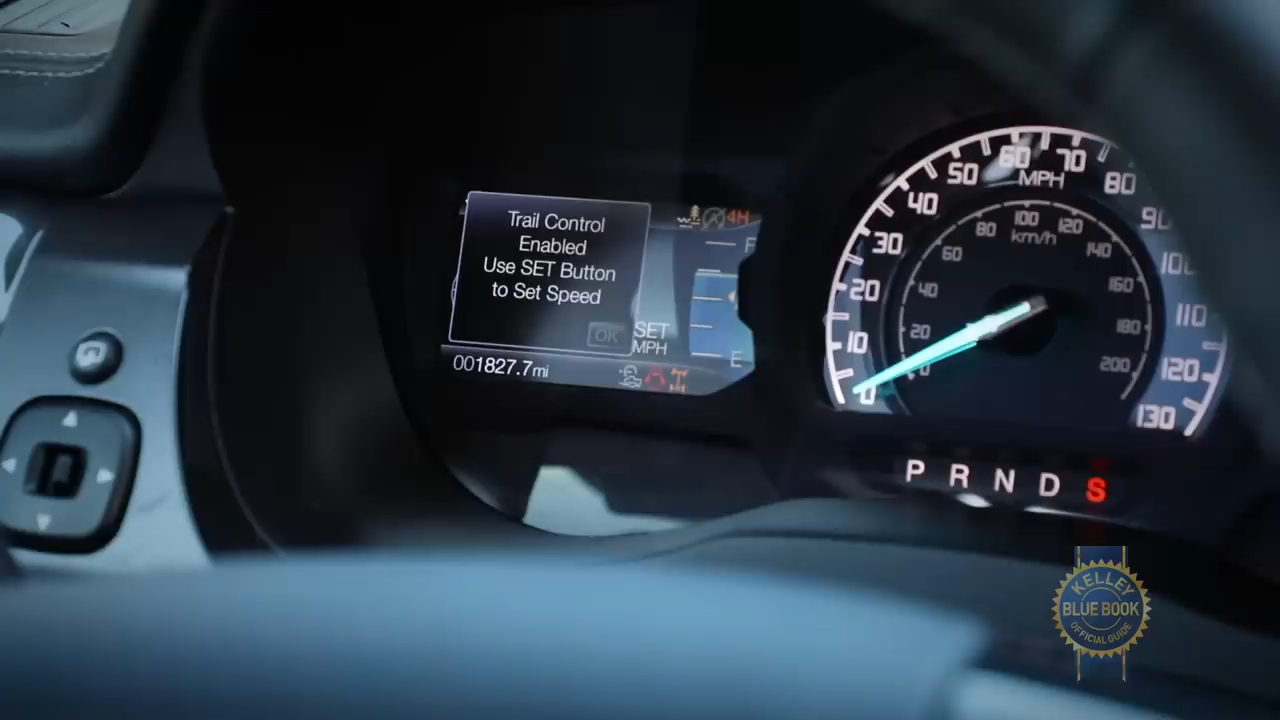 Trail Control
Enabled
Use SET Button
to Set Speed
OK
SET
MPH
001827.7mi
4H
F
E
0
10
20
30
40
50
60
70
80
90
100
110
120
130
MPH
0
20
40
60
80
100
120
140
160
180
200
km/h
P R N D S
KELLEY
BLUE BOOK
OFFICIAL GUIDE